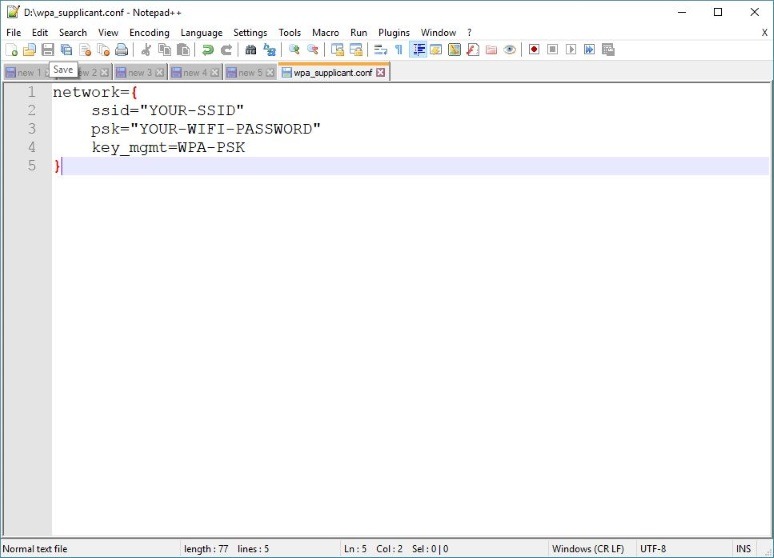 D:\wpa_supplicant.conf - Notepad++
File Edit Search View Encoding Language Settings Tools Macro Run Plugins Window ? X
new 1 Save new 2 new 3 new 4 new 5 wpa_supplicant.conf
1 network={
2     ssid="YOUR-SSID"
3     psk="YOUR-WIFI-PASSWORD"
4     key_mgmt=WPA-PSK
5 }
Normal text file length : 77 lines : 5 Ln : 5 Col : 2 Sel : 0 | 0 Windows (CR LF) UTF-8 INS